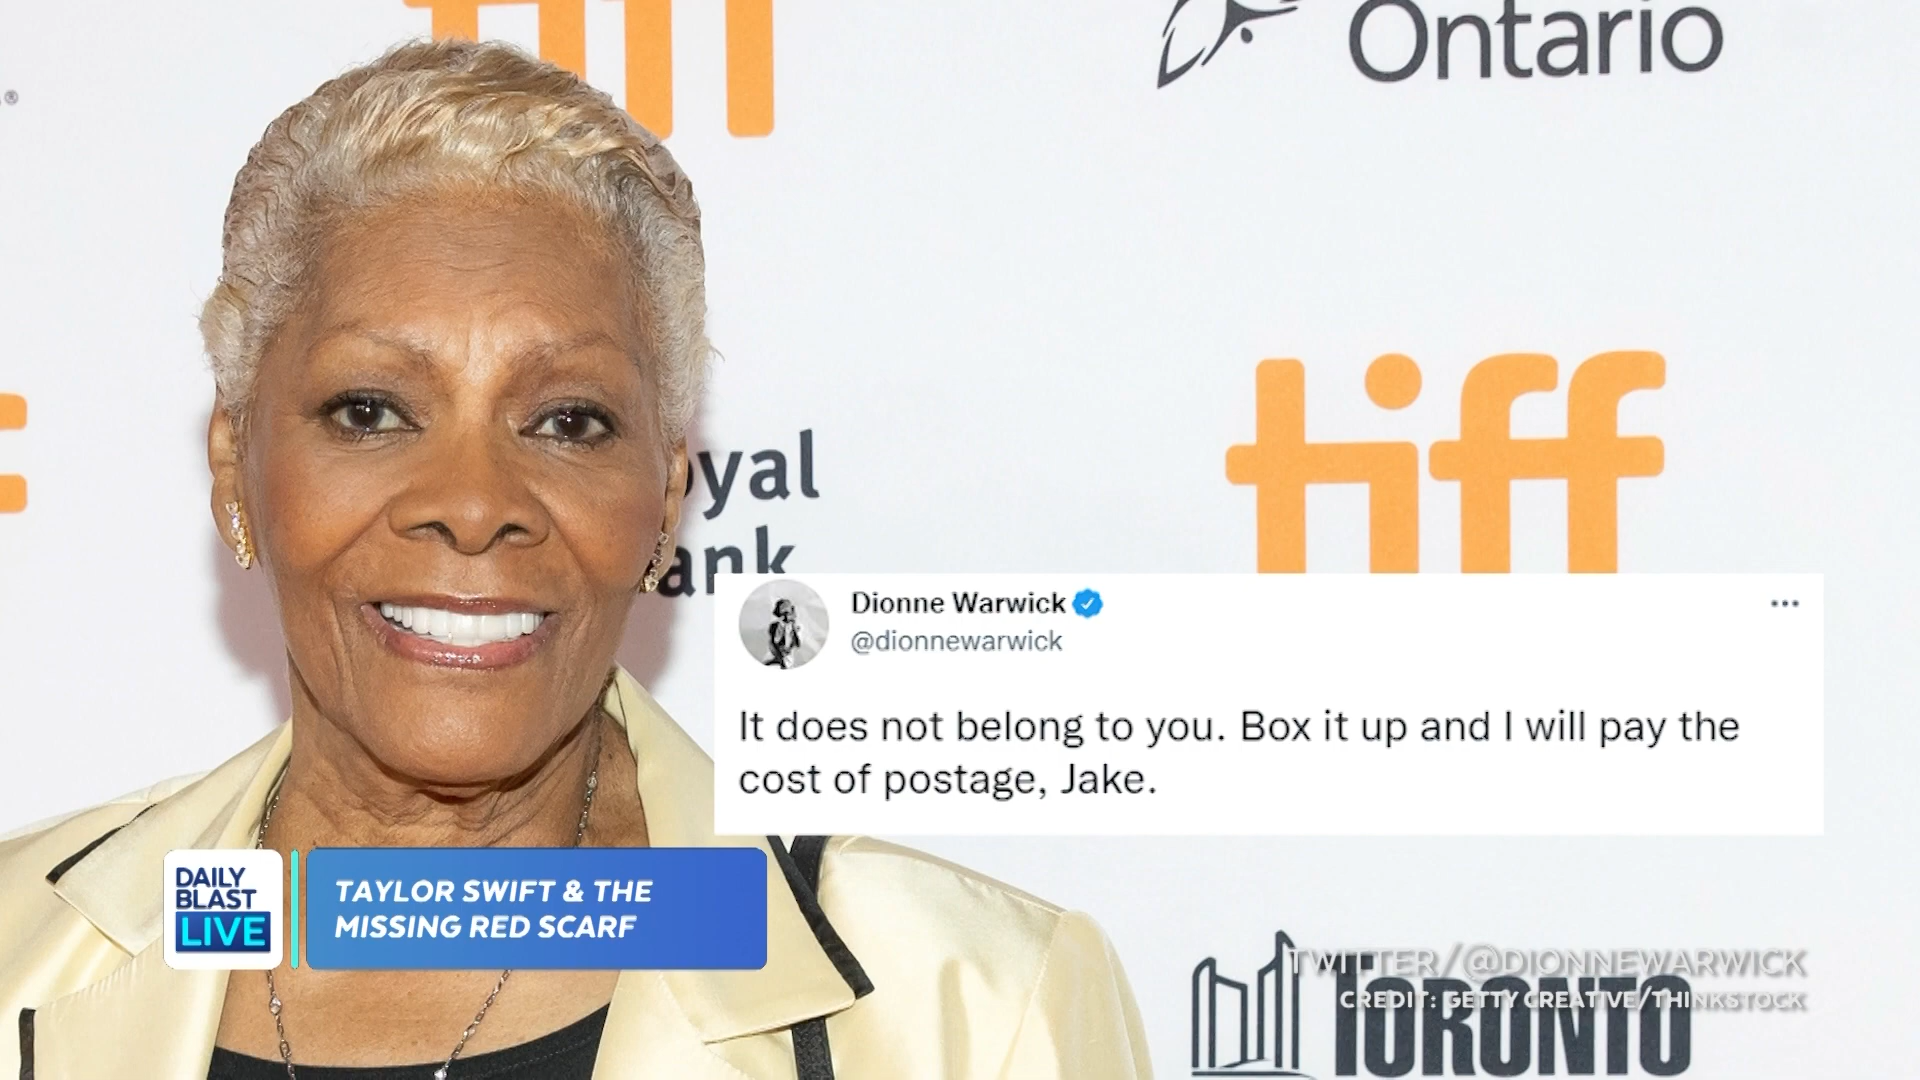 tiff
Ontario
®
tiff
oyal
ank
Dionne Warwick
@dionnewarwick
It does not belong to you. Box it up and I will pay the
cost of postage, Jake.
DAILY
BLAST
LIVE
TAYLOR SWIFT & THE
MISSING RED SCARF
TWITTER/@DIONNEWARWICK
CREDIT: GETTY CREATIVE/THINKSTOCK
TORONTO